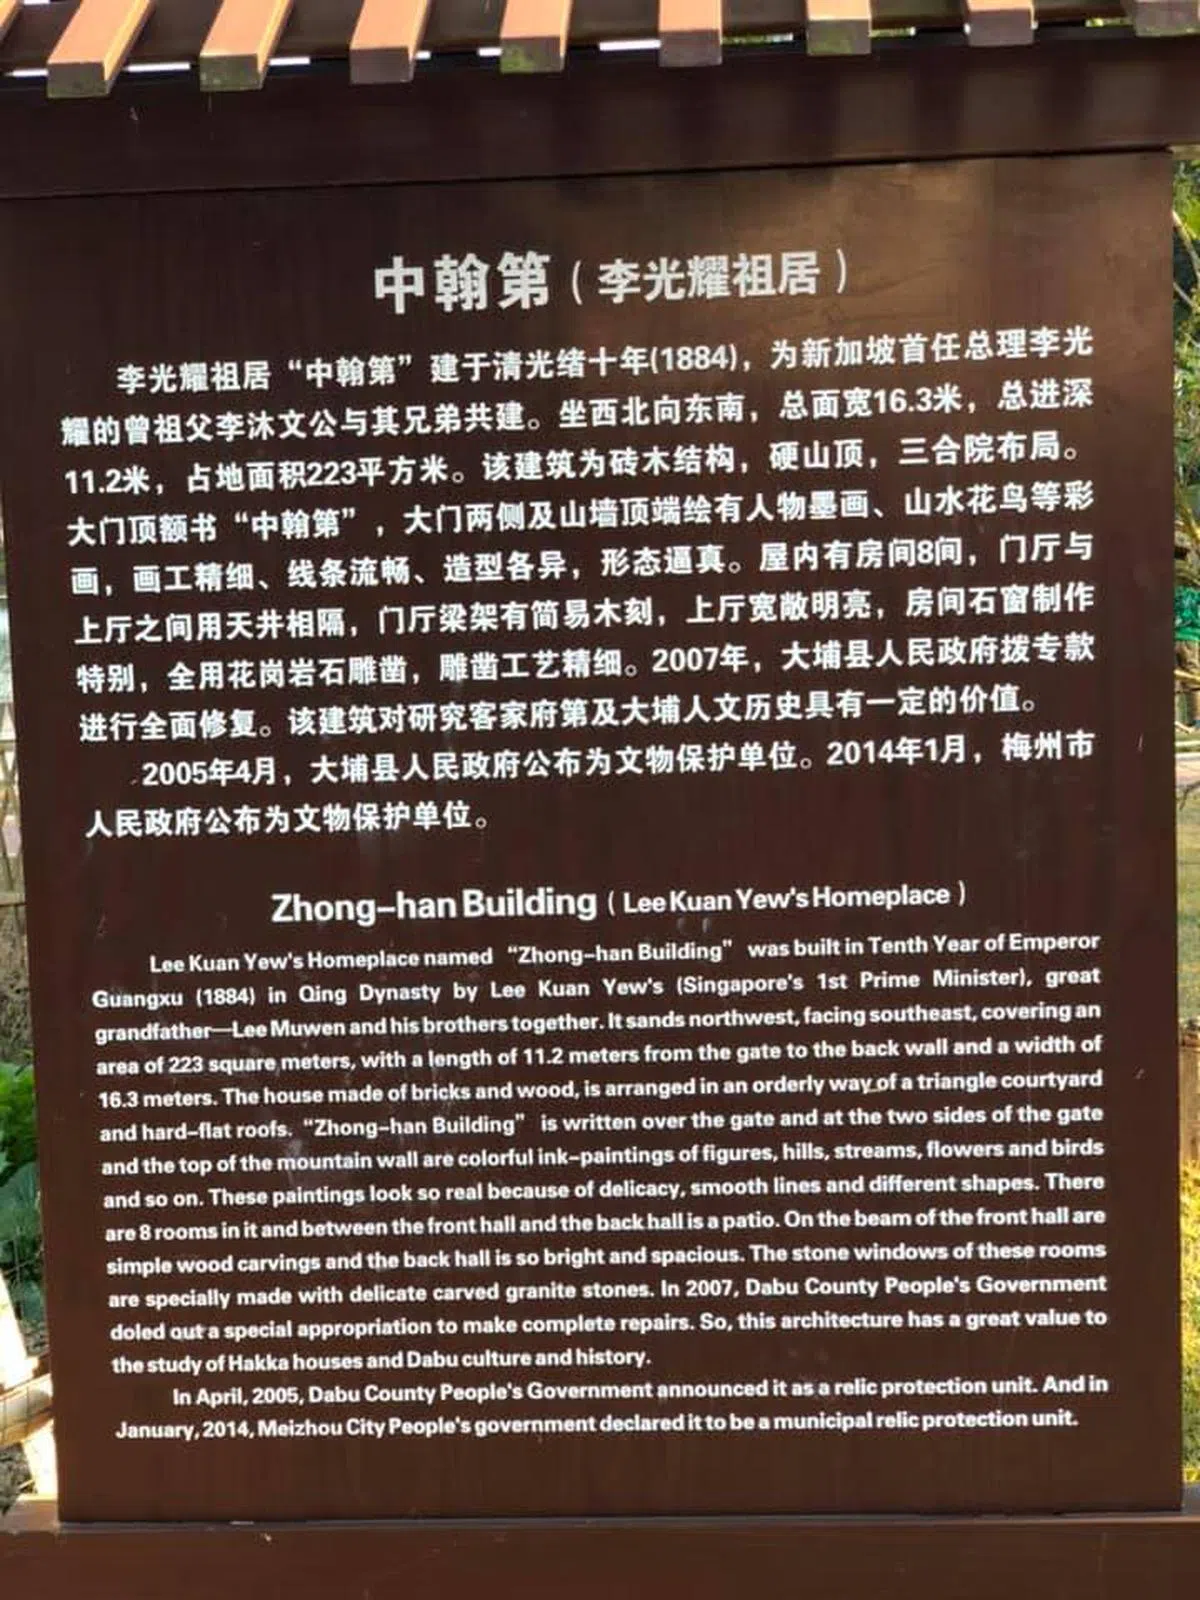 中翰第（李光耀祖居）
李光耀祖居“中翰第”建于清光绪十年(1884)，为新加坡首任总理李光
耀的曾祖父李沐文公与其兄弟共建。坐西北向东南，总面宽16.3米，总进深
11.2米，占地面积223平方米。该建筑为砖木结构，硬山顶，三合院布局。
大门顶额书“中翰第”，大门两侧及山墙顶端绘有人物墨画、山水花鸟等彩
画，画工精细、线条流畅、造型各异，形态逼真。屋内有房间8间，门厅与
上厅之间用天井相隔，门厅梁架有简易木刻，上厅宽敞明亮，房间石窗制作
特别，全用花岗岩石雕凿，雕凿工艺精细。2007年，大埔县人民政府拨专款
进行全面修复。该建筑对研究客家府第及大埔人文历史具有一定的价值。
2005年4月，大埔县人民政府公布为文物保护单位。2014年1月，梅州市
人民政府公布为文物保护单位。
Zhong-han Building ( Lee Kuan Yew's Homeplace )
Lee Kuan Yew's Homeplace named “Zhong-han Building” was built in Tenth Year of Emperor
Guangxu (1884) in Qing Dynasty by Lee Kuan Yew's (Singapore's 1st Prime Minister), great
grandfather—Lee Muwen and his brothers together. It sands northwest, facing southeast, covering an
area of 223 square meters, with a length of 11.2 meters from the gate to the back wall and a width of
16.3 meters. The house made of bricks and wood, is arranged in an orderly way of a triangle courtyard
and hard-flat roofs. “Zhong-han Building” is written over the gate and at the two sides of the gate
and the top of the mountain wall are colorful ink-paintings of figures, hills, streams, flowers and birds
and so on. These paintings look so real because of delicacy, smooth lines and different shapes. There
are 8 rooms in it and between the front hall and the back hall is a patio. On the beam of the front hall are
simple wood carvings and the back hall is so bright and spacious. The stone windows of these rooms
are specially made with delicate carved granite stones. In 2007, Dabu County People's Government
doled out a special appropriation to make complete repairs. So, this architecture has a great value to
the study of Hakka houses and Dabu culture and history.
In April, 2005, Dabu County People's Government announced it as a relic protection unit. And in
January, 2014, Meizhou City People's government declared it to be a municipal relic protection unit.